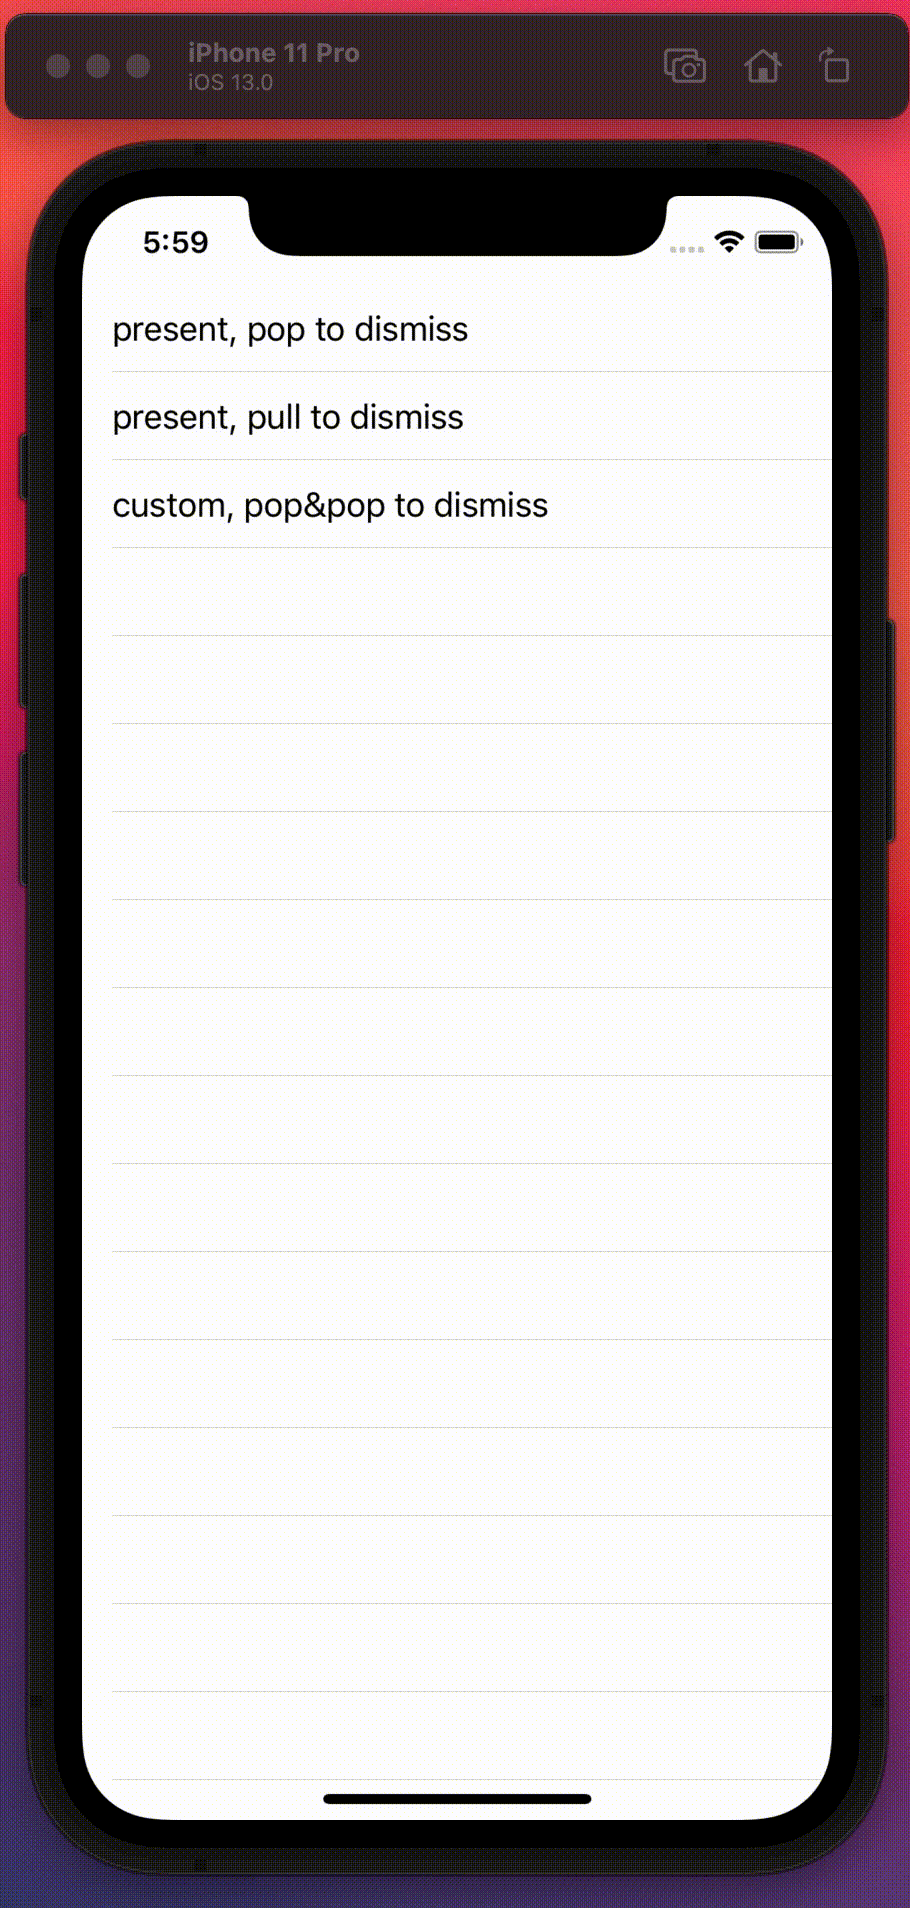 iPhone 11 Pro
iOS 13.0
5:59
present, pop to dismiss
present, pull to dismiss
custom, pop&pop to dismiss